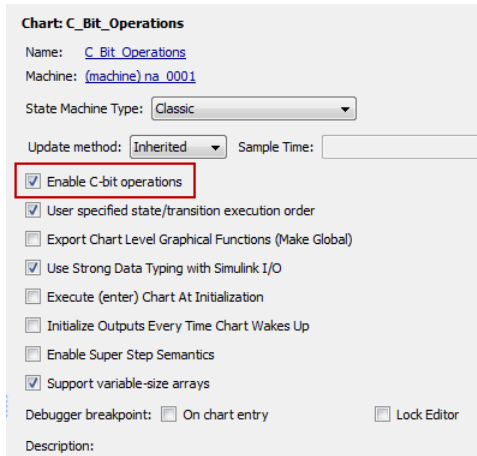 Chart: C_Bit_Operations
Name: C_Bit_Operations
Machine: (machine) na_0001
State Machine Type: Classic
Update method: Inherited Sample Time:
Enable C-bit operations
User specified state/transition execution order
Export Chart Level Graphical Functions (Make Global)
Use Strong Data Typing with Simulink I/O
Execute (enter) Chart At Initialization
Initialize Outputs Every Time Chart Wakes Up
Enable Super Step Semantics
Support variable-size arrays
Debugger breakpoint: On chart entry Lock Editor
Description: